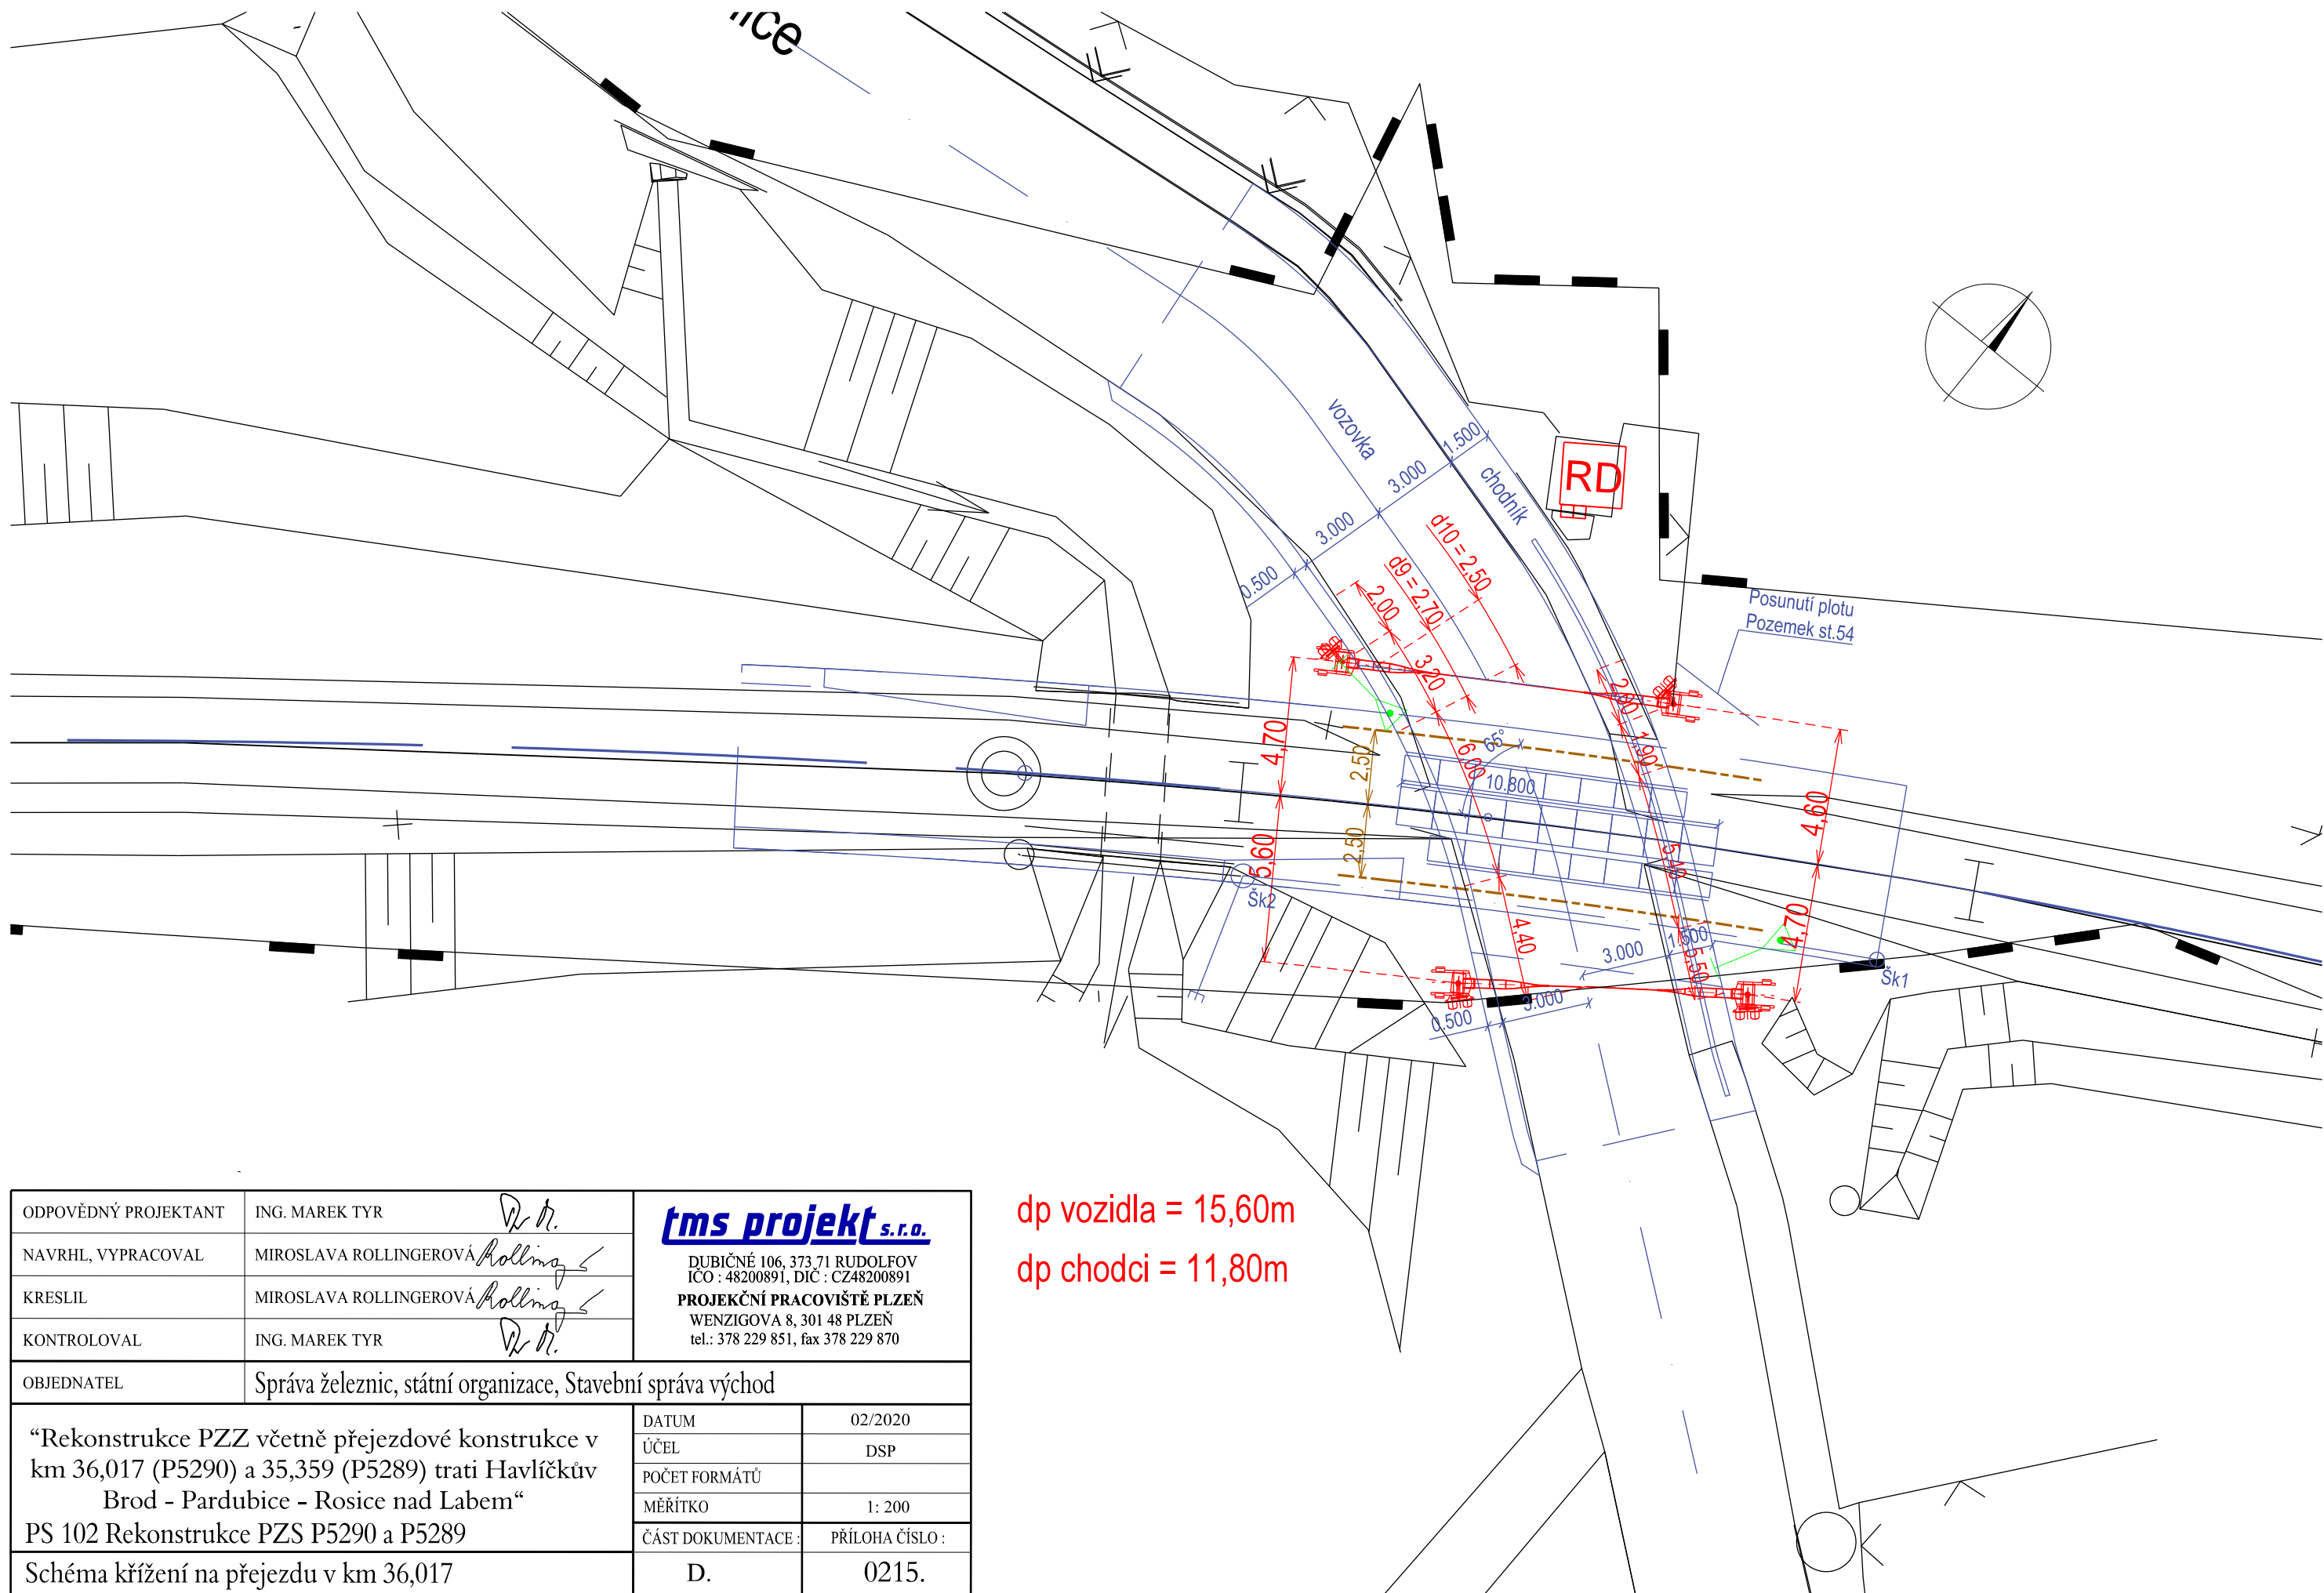 vozovka
chodník
1.500
3.000
3.000
0.500
d10 = 2,50
d9 = 2,70
2,00
3,20
6,00
4,40
RD
Posunutí plotu
Pozemek st.54
1,90
5,40
5,50
4,70
5,60
2,50
2,50
65°
10.800
4,60
4,70
Šk2
Šk1
3.000
1.500
0.500
3.000
dp vozidla = 15,60m
dp chodci = 11,80m
ODPOVĚDNÝ PROJEKTANT ING. MAREK TYR
NAVRHL, VYPRACOVAL MIROSLAVA ROLLINGEROVÁ
KRESLIL MIROSLAVA ROLLINGEROVÁ
KONTROLOVAL ING. MAREK TYR
tms projekt s.r.o.
DUBIČNÉ 106, 373 71 RUDOLFOV
IČO : 48200891, DIČ : CZ48200891
PROJEKČNÍ PRACOVIŠTĚ PLZEŇ
WENZIGOVA 8, 301 48 PLZEŇ
tel.: 378 229 851, fax 378 229 870
OBJEDNATEL Správa železnic, státní organizace, Stavební správa východ
“Rekonstrukce PZZ včetně přejezdové konstrukce v
km 36,017 (P5290) a 35,359 (P5289) trati Havlíčkův
Brod - Pardubice - Rosice nad Labem“
PS 102 Rekonstrukce PZS P5290 a P5289
Schéma křížení na přejezdu v km 36,017
DATUM 02/2020
ÚČEL DSP
POČET FORMÁTŮ
MĚŘÍTKO 1: 200
ČÁST DOKUMENTACE : PŘÍLOHA ČÍSLO :
D. 0215.